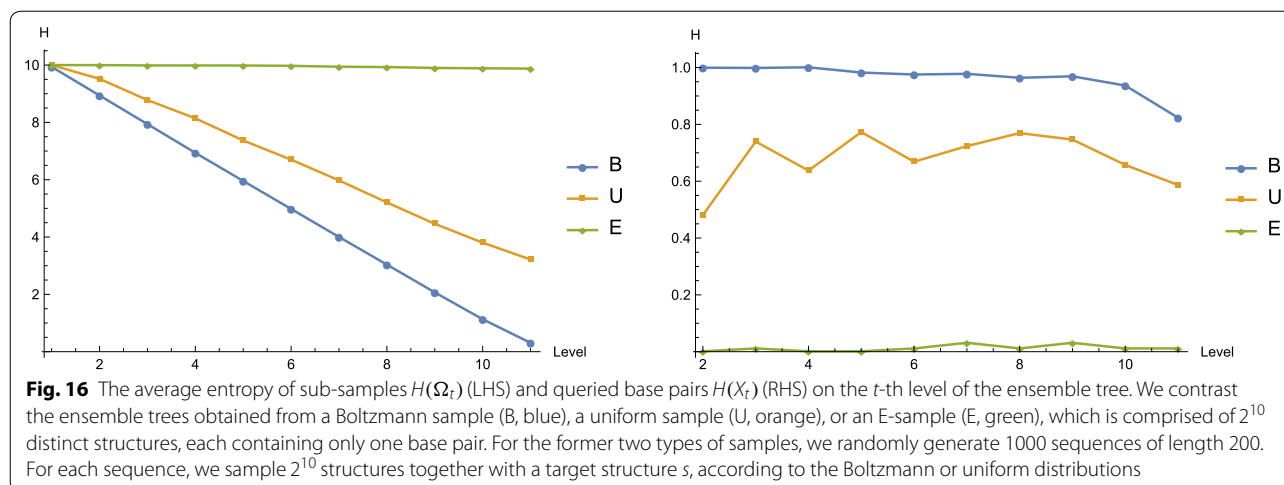 H
10
8
6
4
2
2
4
6
8
10
Level
B
U
E
H
1.0
0.8
0.6
0.4
0.2
2
4
6
8
10
Level
B
U
E
Fig. 16 The average entropy of sub-samples H(Ωₜ) (LHS) and queried base pairs H(Xₜ) (RHS) on the t-th level of the ensemble tree. We contrast
the ensemble trees obtained from a Boltzmann sample (B, blue), a uniform sample (U, orange), or an E-sample (E, green), which is comprised of 2¹⁰
distinct structures, each containing only one base pair. For the former two types of samples, we randomly generate 1000 sequences of length 200.
For each sequence, we sample 2¹⁰ structures together with a target structure s, according to the Boltzmann or uniform distributions